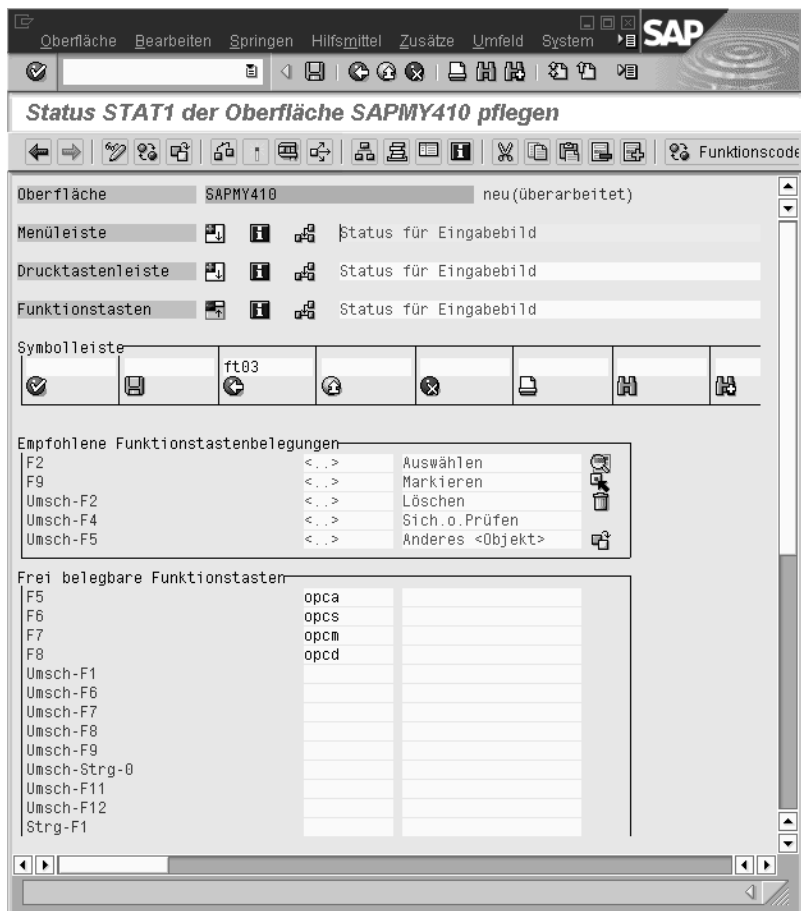 Oberfläche Bearbeiten Springen Hilfsmittel Zusätze Umfeld System SAP
Status STAT1 der Oberfläche SAPMY410 pflegen
Funktionscode
Oberfläche SAPMY410 neu(überarbeitet)
Menüleiste Status für Eingabebild
Drucktastenleiste Status für Eingabebild
Funktionstasten Status für Eingabebild
Symbolleiste
ft03
Empfohlene Funktionstastenbelegungen
F2 <..> Auswählen
F9 <..> Markieren
Umsch-F2 <..> Löschen
Umsch-F4 <..> Sich.o.Prüfen
Umsch-F5 <..> Anderes <Objekt>
Frei belegbare Funktionstasten
F5 opca
F6 opcs
F7 opcm
F8 opcd
Umsch-F1
Umsch-F6
Umsch-F7
Umsch-F8
Umsch-F9
Umsch-Strg-0
Umsch-F11
Umsch-F12
Strg-F1